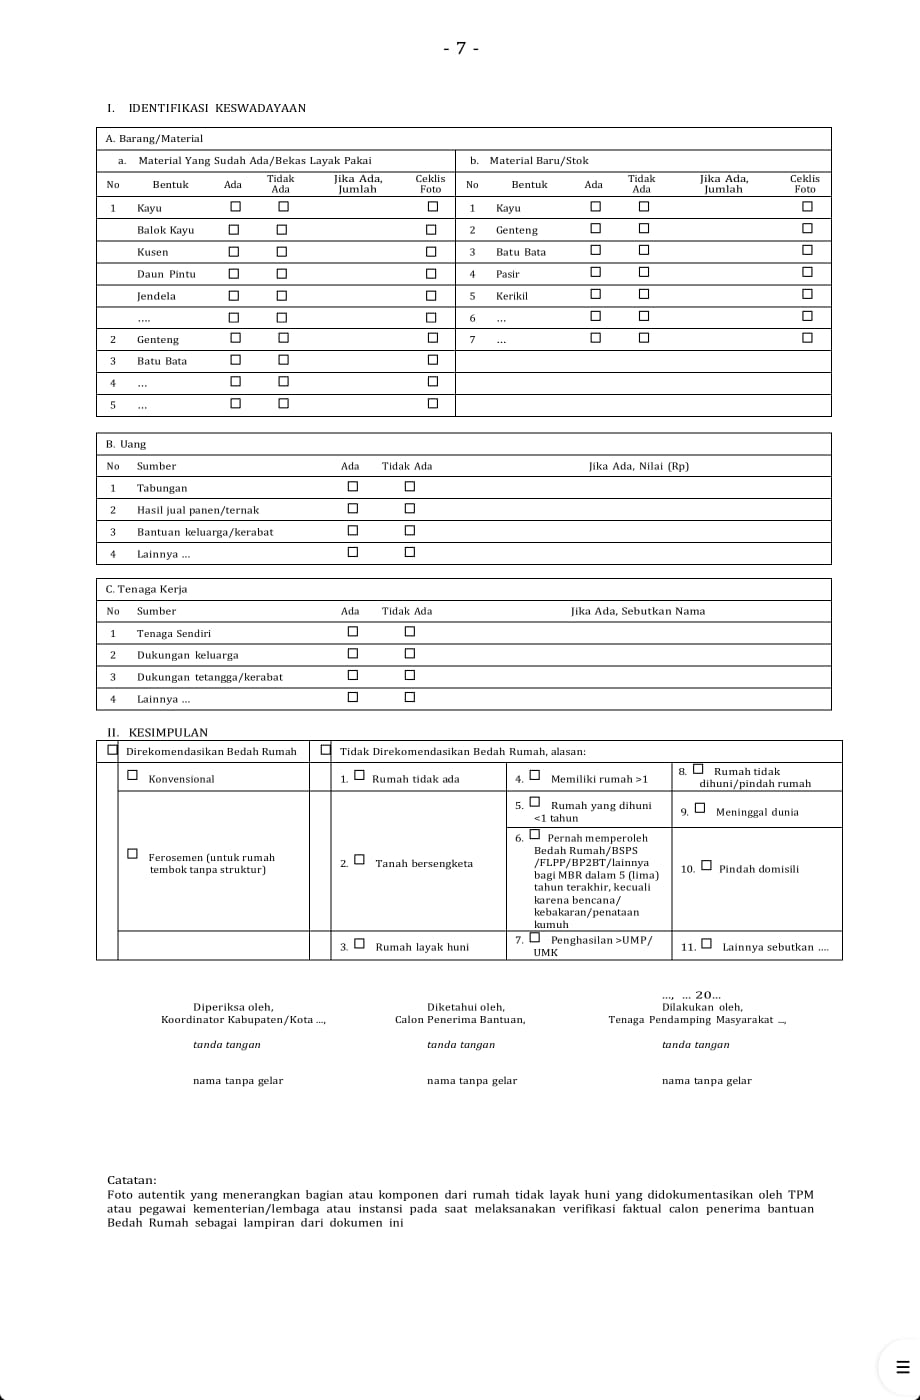 - 7 -
I. IDENTIFIKASI KESWADAYAAN
A. Barang/Material
a. Material Yang Sudah Ada/Bekas Layak Pakai b. Material Baru/Stok
No Bentuk Ada Tidak Ada Jika Ada, Jumlah Ceklis Foto No Bentuk Ada Tidak Ada Jika Ada, Jumlah Ceklis Foto
1 Kayu ☐ ☐ ☐ 1 Kayu ☐ ☐ ☐
Balok Kayu ☐ ☐ ☐ 2 Genteng ☐ ☐ ☐
Kusen ☐ ☐ ☐ 3 Batu Bata ☐ ☐ ☐
Daun Pintu ☐ ☐ ☐ 4 Pasir ☐ ☐ ☐
Jendela ☐ ☐ ☐ 5 Kerikil ☐ ☐ ☐
.... ☐ ☐ ☐ 6 ... ☐ ☐ ☐
2 Genteng ☐ ☐ ☐ 7 ... ☐ ☐ ☐
3 Batu Bata ☐ ☐ ☐
4 ... ☐ ☐ ☐
5 ... ☐ ☐ ☐
B. Uang
No Sumber Ada Tidak Ada Jika Ada, Nilai (Rp)
1 Tabungan ☐ ☐
2 Hasil jual panen/ternak ☐ ☐
3 Bantuan keluarga/kerabat ☐ ☐
4 Lainnya ... ☐ ☐
C. Tenaga Kerja
No Sumber Ada Tidak Ada Jika Ada, Sebutkan Nama
1 Tenaga Sendiri ☐ ☐
2 Dukungan keluarga ☐ ☐
3 Dukungan tetangga/kerabat ☐ ☐
4 Lainnya ... ☐ ☐
II. KESIMPULAN
☐ Direkomendasikan Bedah Rumah ☐ Tidak Direkomendasikan Bedah Rumah, alasan:
☐ Konvensional
☐ Ferosemen (untuk rumah
tembok tanpa struktur)
1. ☐ Rumah tidak ada
2. ☐ Tanah bersengketa
3. ☐ Rumah layak huni
4. ☐ Memiliki rumah >1
5. ☐ Rumah yang dihuni
<1 tahun
6. ☐ Pernah memperoleh
Bedah Rumah/BSPS
/FLPP/BP2BT/lainnya
bagi MBR dalam 5 (lima)
tahun terakhir, kecuali
karena bencana/
kebakaran/penataan
kumuh
7. ☐ Penghasilan >UMP/
UMK
8. ☐ Rumah tidak
dihuni/pindah rumah
9. ☐ Meninggal dunia
10. ☐ Pindah domisili
11. ☐ Lainnya sebutkan ....
..., ... 20...
Diperiksa oleh, Diketahui oleh, Dilakukan oleh,
Koordinator Kabupaten/Kota ..., Calon Penerima Bantuan, Tenaga Pendamping Masyarakat ...,
tanda tangan tanda tangan tanda tangan
nama tanpa gelar nama tanpa gelar nama tanpa gelar
Catatan:
Foto autentik yang menerangkan bagian atau komponen dari rumah tidak layak huni yang didokumentasikan oleh TPM
atau pegawai kementerian/lembaga atau instansi pada saat melaksanakan verifikasi faktual calon penerima bantuan
Bedah Rumah sebagai lampiran dari dokumen ini